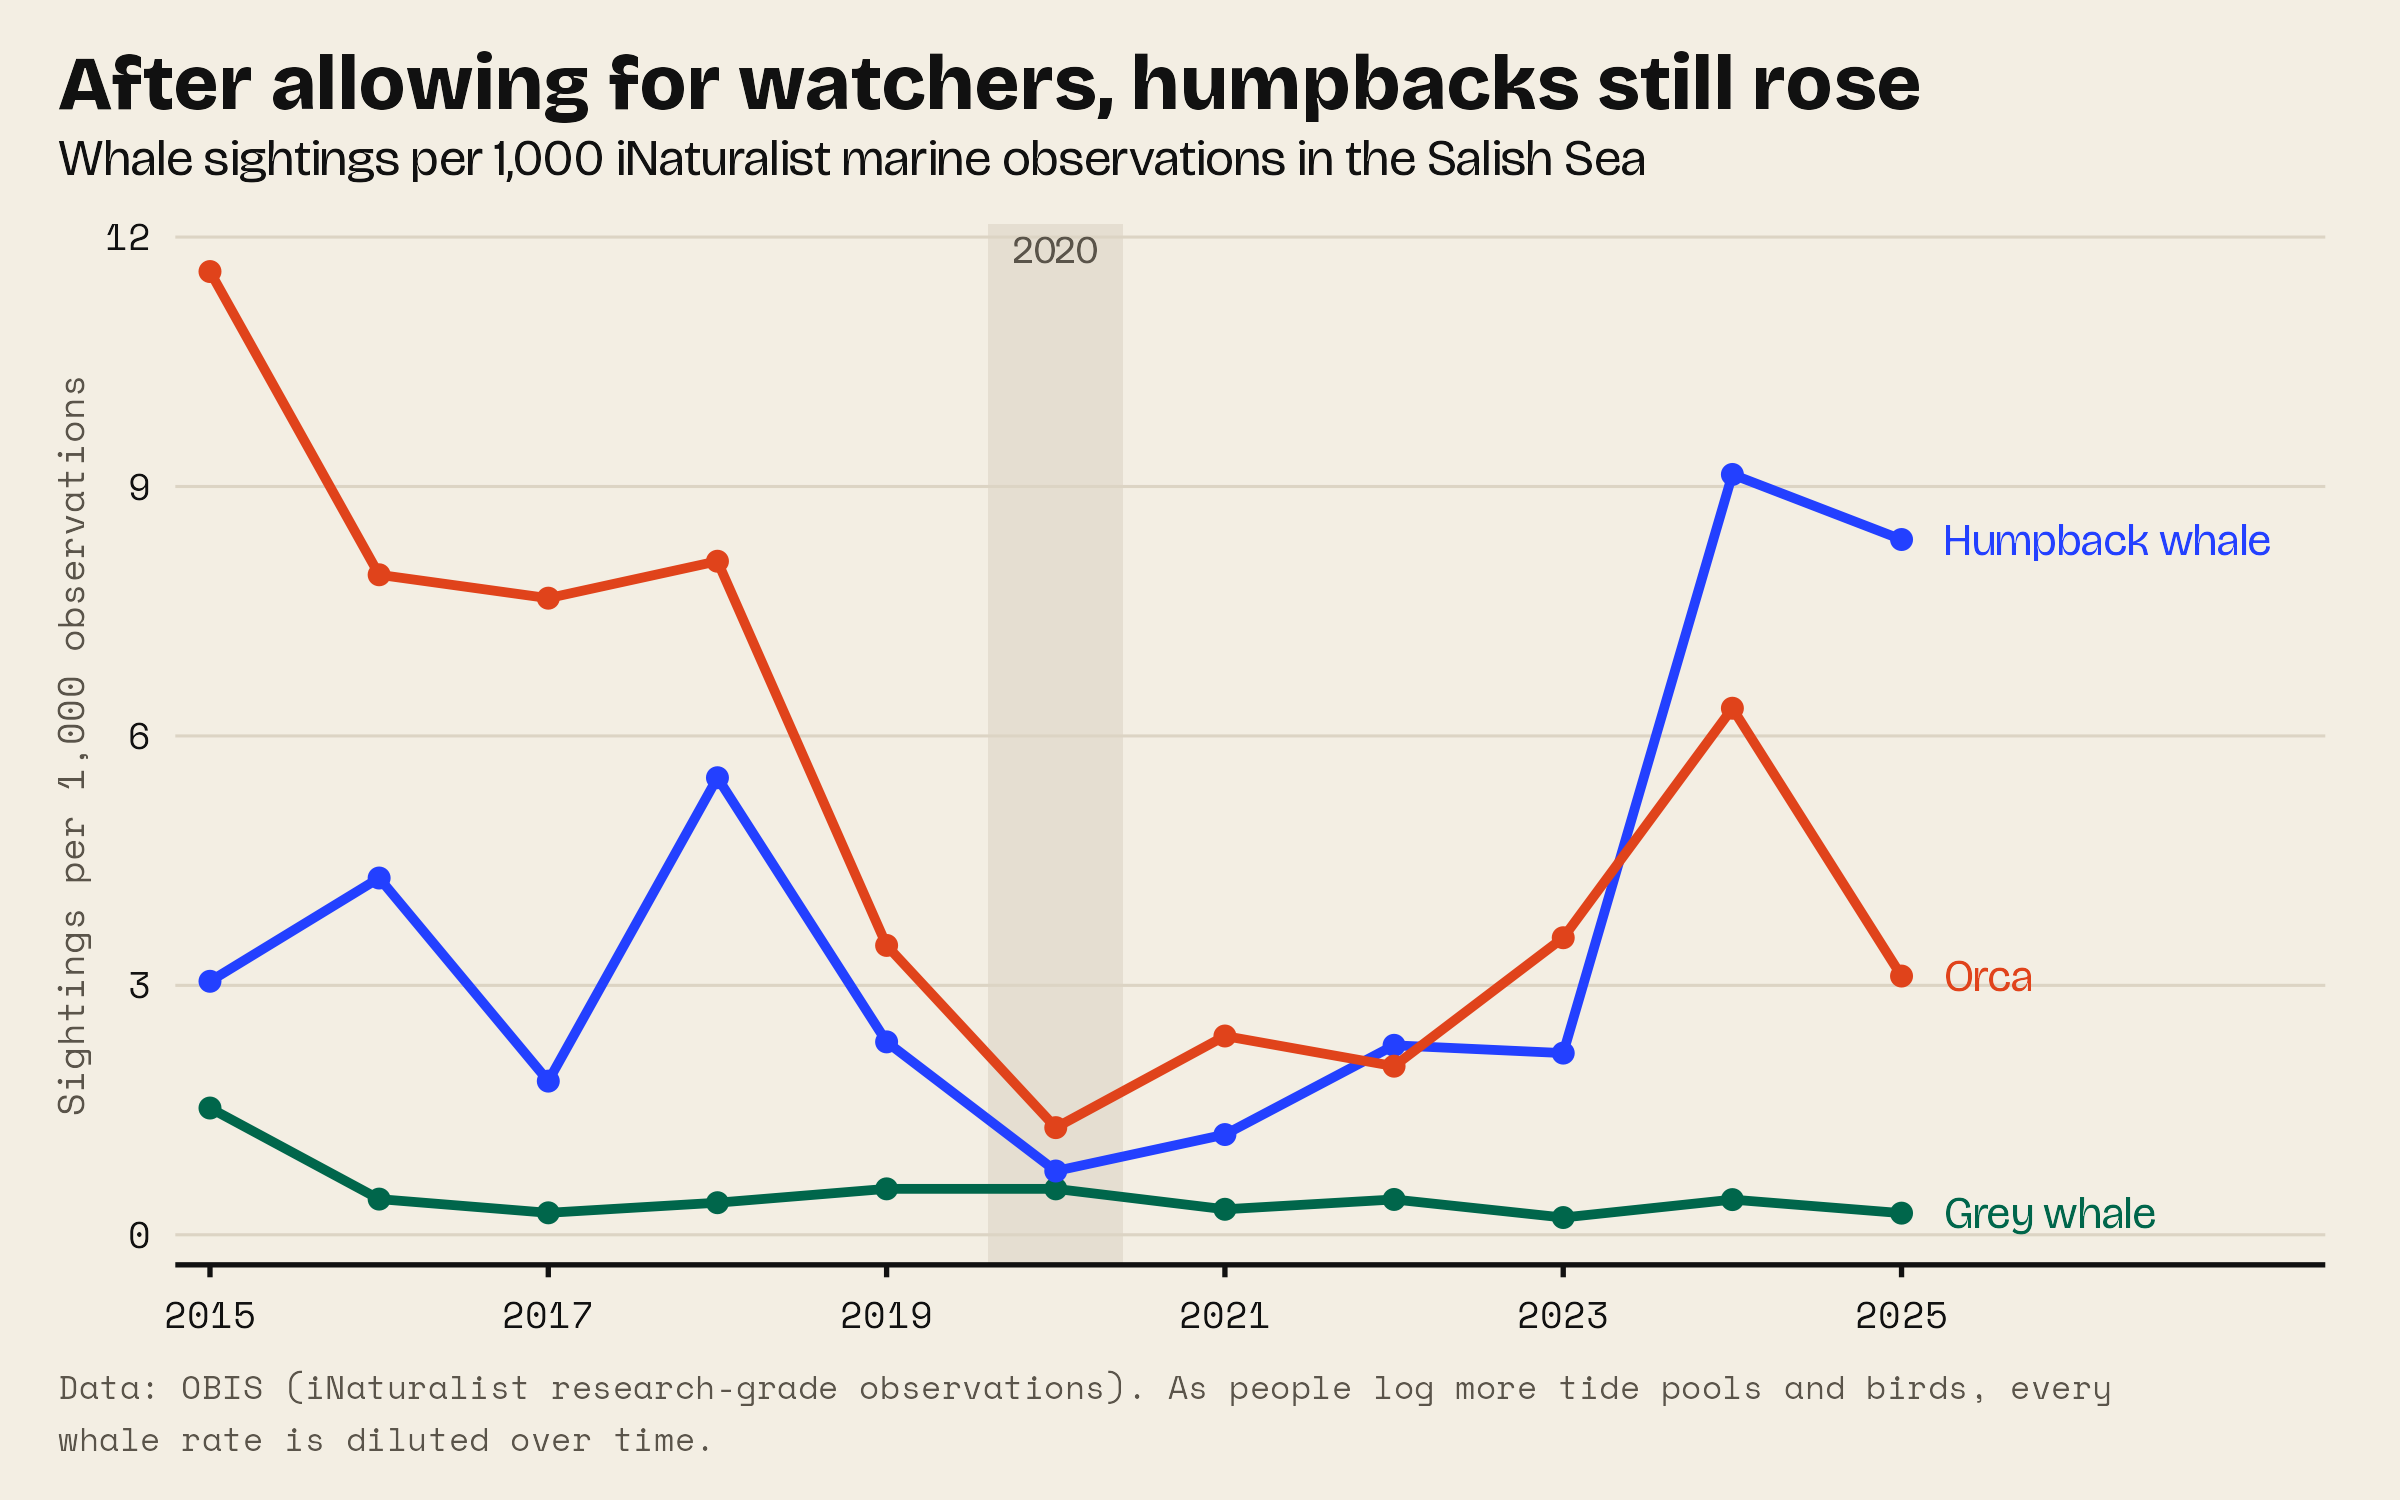 After allowing for watchers, humpbacks still rose
Whale sightings per 1,000 iNaturalist marine observations in the Salish Sea
Sightings per 1,000 observations
12
9
6
3
0
2020
Humpback whale
Orca
Grey whale
2015
2017
2019
2021
2023
2025
Data: OBIS (iNaturalist research-grade observations). As people log more tide pools and birds, every
whale rate is diluted over time.